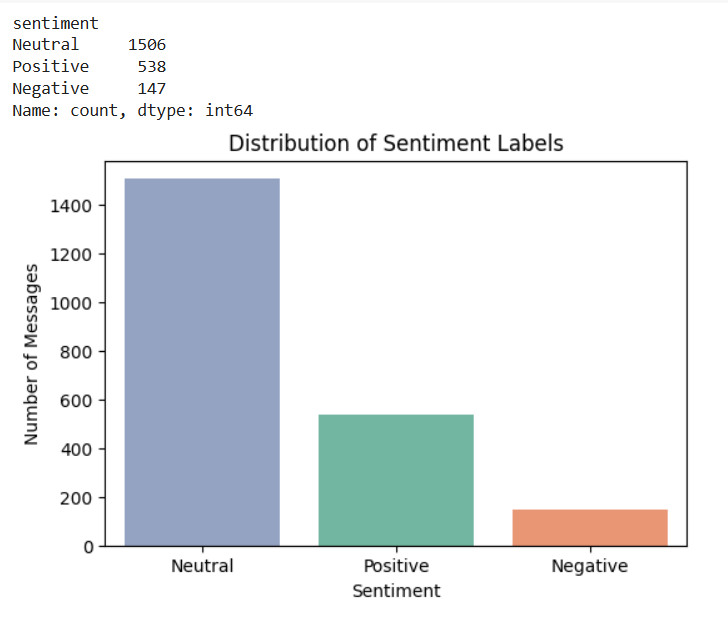 sentiment
Neutral 1506
Positive 538
Negative 147
Name: count, dtype: int64
Distribution of Sentiment Labels
Number of Messages
1400
1200
1000
800
600
400
200
0
Neutral Positive Negative
Sentiment